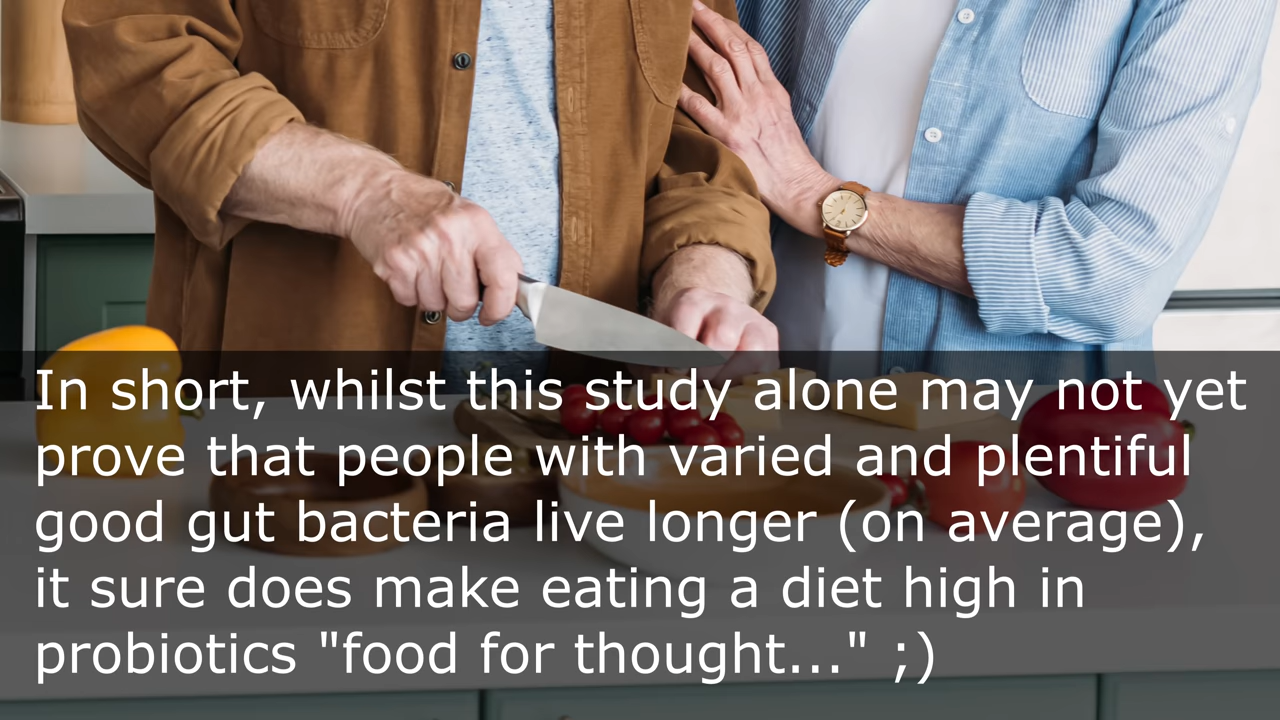 In short, whilst this study alone may not yet
prove that people with varied and plentiful
good gut bacteria live longer (on average),
it sure does make eating a diet high in
probiotics "food for thought..." ;)